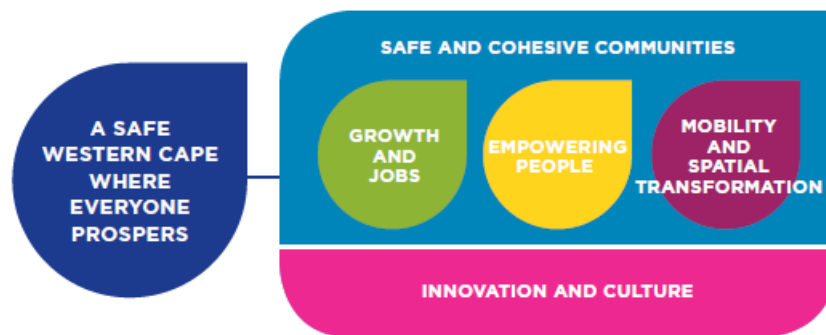 A SAFE
WESTERN CAPE
WHERE
EVERYONE
PROSPERS
SAFE AND COHESIVE COMMUNITIES
GROWTH
AND
JOBS
EMPOWERING
PEOPLE
MOBILITY
AND
SPATIAL
TRANSFORMATION
INNOVATION AND CULTURE